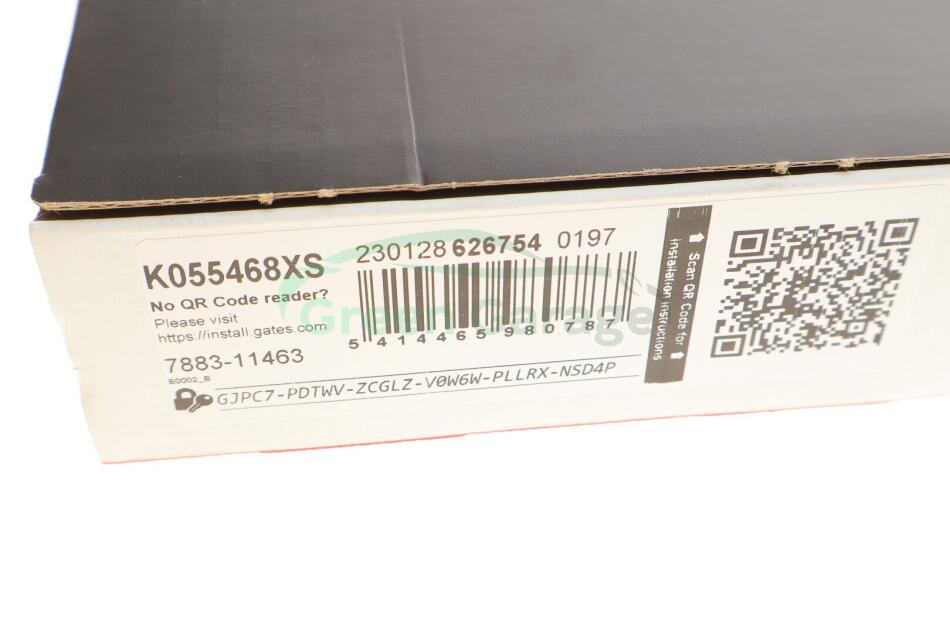 K055468XS
No QR Code reader?
Please visit
https://install.gates.com
7883-11463
E0002_E
GJPC7-PDTWV-ZCGLZ-V0W6W-PLLRX-NSD4P
230128 626754 0197
5 414465 980787
Scan QR Code for
installation instructions
Green Garage